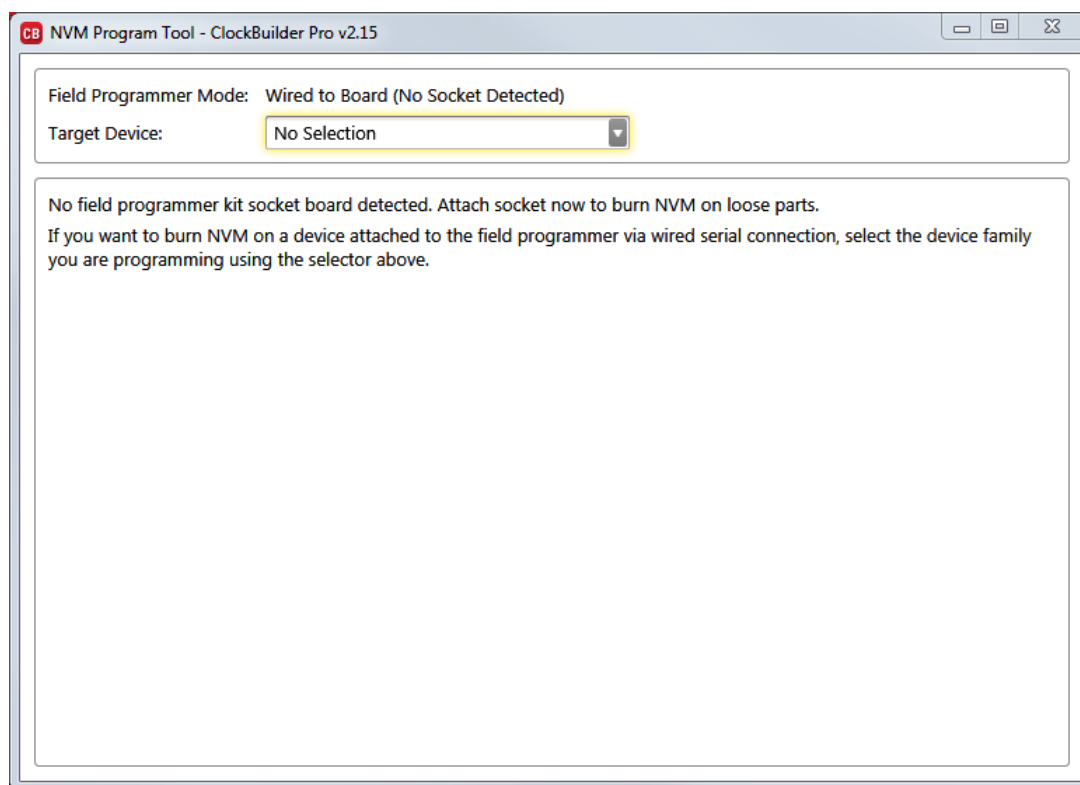 CB NVM Program Tool - ClockBuilder Pro v2.15
Field Programmer Mode: Wired to Board (No Socket Detected)
Target Device: No Selection
No field programmer kit socket board detected. Attach socket now to burn NVM on loose parts.
If you want to burn NVM on a device attached to the field programmer via wired serial connection, select the device family
you are programming using the selector above.